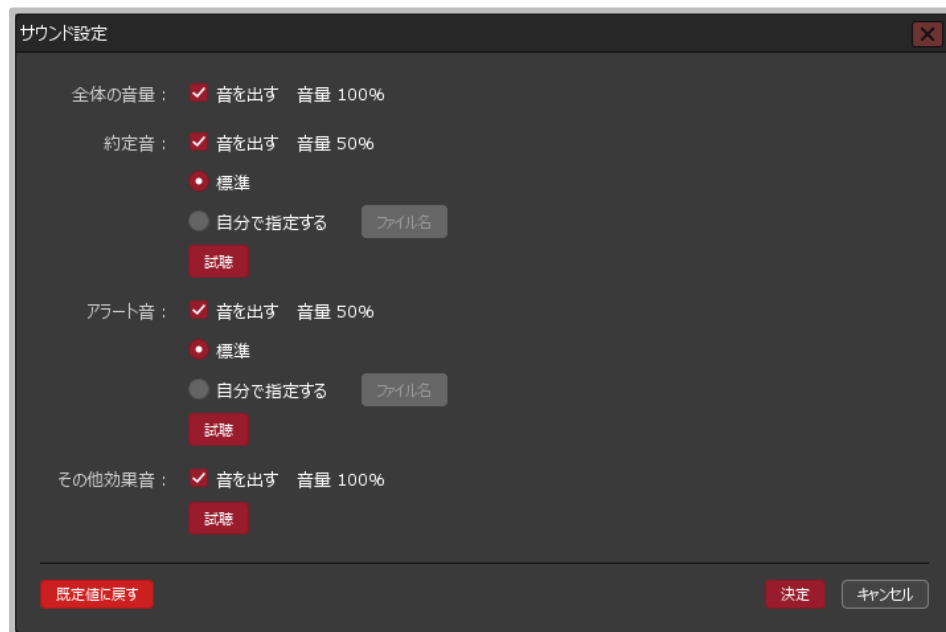 サウンド設定
全体の音量： 音を出す 音量 100%
約定音： 音を出す 音量 50%
標準
自分で指定する ファイル名
試聴
アラート音： 音を出す 音量 50%
標準
自分で指定する ファイル名
試聴
その他効果音： 音を出す 音量 100%
試聴
既定値に戻す 決定 キャンセル